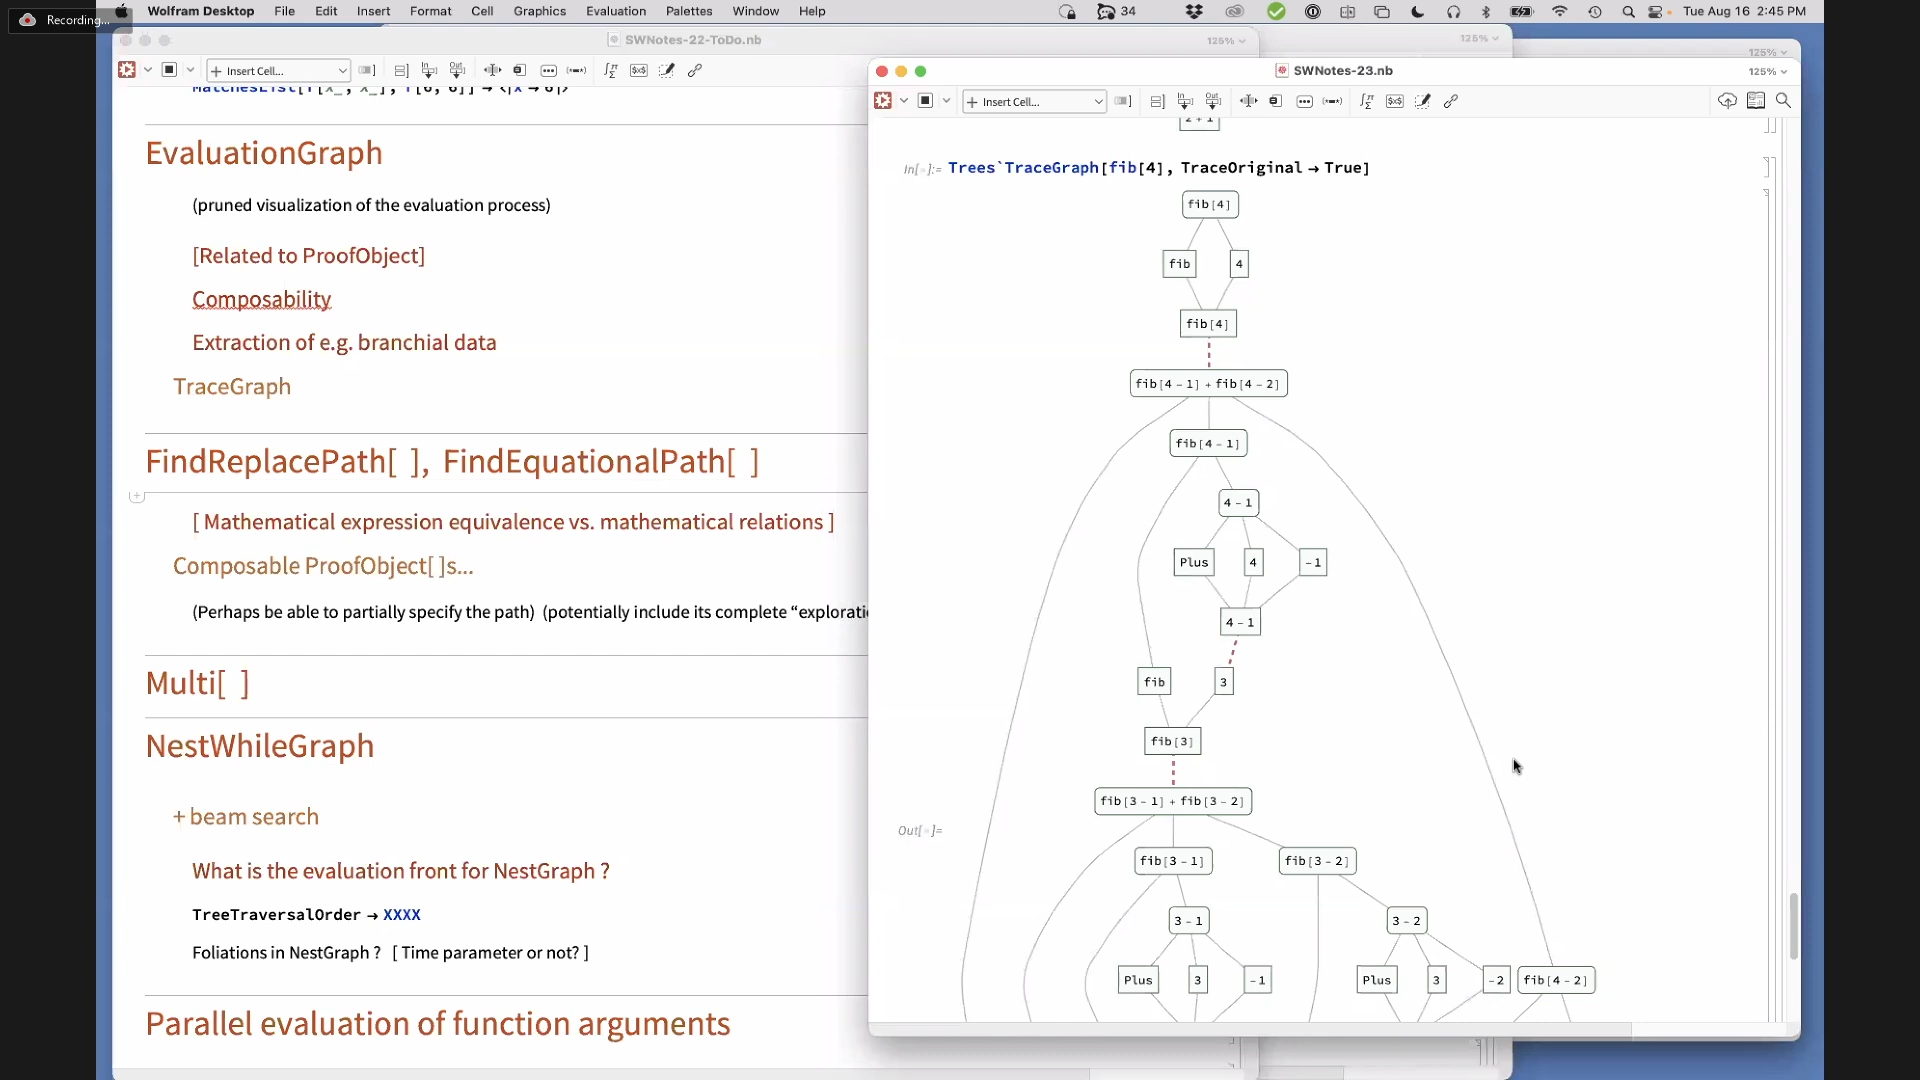 Recording...
Wolfram Desktop File Edit Insert Format Cell Graphics Evaluation Palettes Window Help
34
Tue Aug 16 2:45 PM
SWNotes-22-ToDo.nb
125%
125%
125%
Insert Cell...
EvaluationGraph
(pruned visualization of the evaluation process)
[Related to ProofObject]
Composability
Extraction of e.g. branchial data
TraceGraph
FindReplacePath[ ], FindEquationalPath[ ]
[ Mathematical expression equivalence vs. mathematical relations ]
Composable ProofObject[ ]s...
(Perhaps be able to partially specify the path) (potentially include its complete “explorati
Multi[ ]
NestWhileGraph
+ beam search
What is the evaluation front for NestGraph ?
TreeTraversalOrder → XXXX
Foliations in NestGraph ? [ Time parameter or not? ]
Parallel evaluation of function arguments
SWNotes-23.nb
125%
Insert Cell...
2 + 1
In[ ]:= Trees`TraceGraph[fib[4], TraceOriginal → True]
fib[4]
fib 4
fib[4]
fib[4 - 1] + fib[4 - 2]
fib[4 - 1]
4 - 1
Plus 4 -1
4 - 1
fib 3
fib[3]
fib[3 - 1] + fib[3 - 2]
Out[ ]=
fib[3 - 1] fib[3 - 2]
3 - 1 3 - 2
Plus 3 -1 Plus 3 -2 fib[4 - 2]